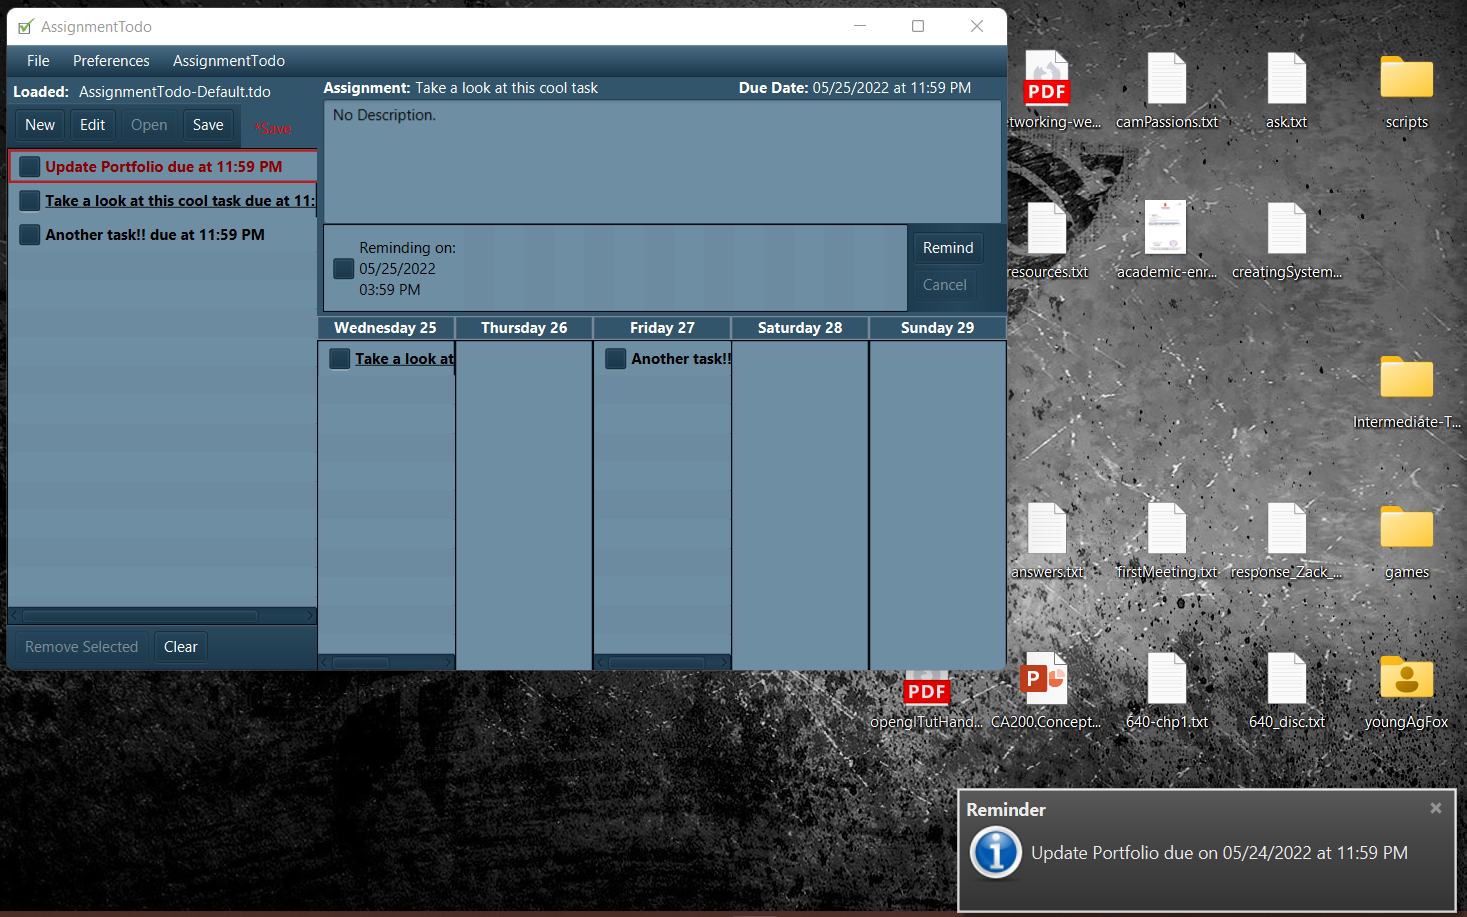 AssignmentTodo
File Preferences AssignmentTodo
Loaded: AssignmentTodo-Default.tdo
New Edit Open Save *Save
Update Portfolio due at 11:59 PM
Take a look at this cool task due at 11:
Another task!! due at 11:59 PM
Remove Selected Clear
Assignment: Take a look at this cool task
Due Date: 05/25/2022 at 11:59 PM
No Description.
Reminding on:
05/25/2022
03:59 PM
Remind
Cancel
Wednesday 25 Thursday 26 Friday 27 Saturday 28 Sunday 29
Take a look at
Another task!!
PDF
tworking-we...
camPassions.txt
ask.txt
scripts
resources.txt
academic-enr...
creatingSystem...
Intermediate-T...
answers.txt
firstMeeting.txt
response_Zack_...
games
PDF
openglTutHand...
P
CA200.Concept...
640-chp1.txt
640_disc.txt
youngAgFox
Reminder
Update Portfolio due on 05/24/2022 at 11:59 PM